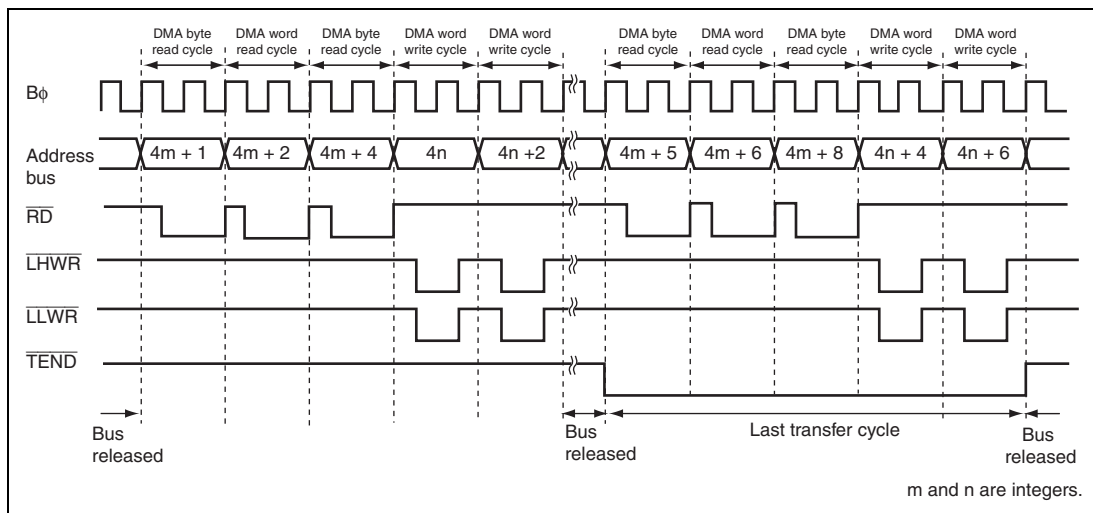 DMA byte read cycle
DMA word read cycle
DMA byte read cycle
DMA word write cycle
DMA word write cycle
DMA byte read cycle
DMA word read cycle
DMA byte read cycle
DMA word write cycle
DMA word write cycle
Bϕ
Address bus
4m + 1
4m + 2
4m + 4
4n
4n +2
4m + 5
4m + 6
4m + 8
4n + 4
4n + 6
RD
LHWR
LLWR
TEND
Bus released
Bus released
Last transfer cycle
Bus released
m and n are integers.